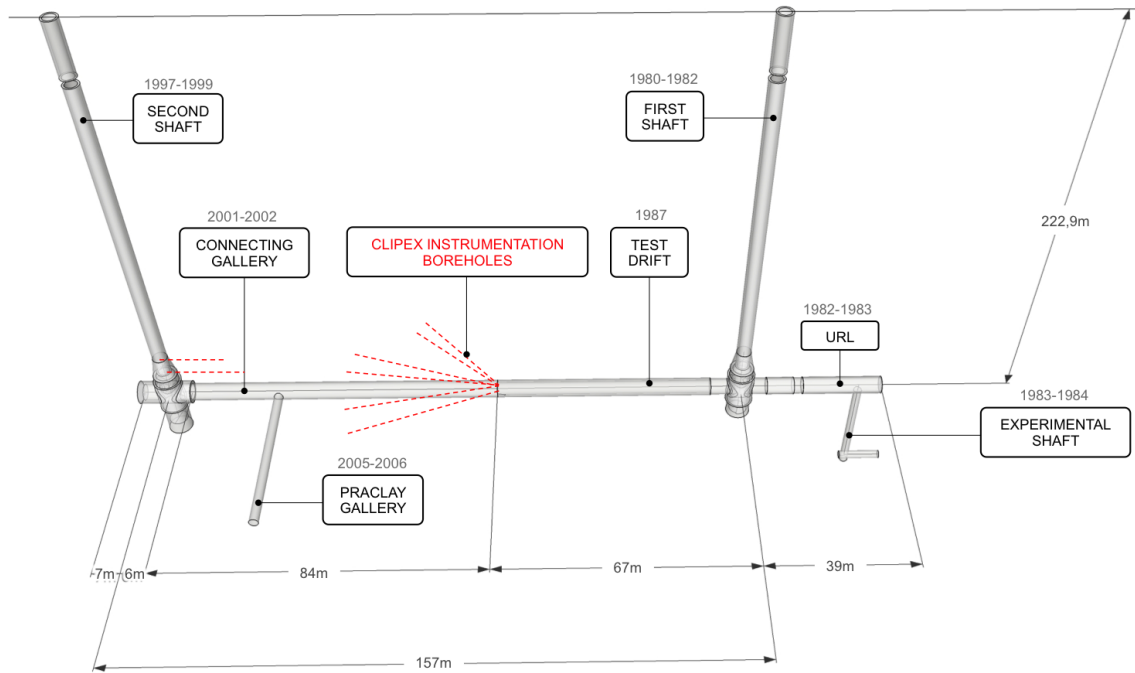 1997-1999
SECOND
SHAFT
1980-1982
FIRST
SHAFT
2001-2002
CONNECTING
GALLERY
CLIPEX INSTRUMENTATION
BOREHOLES
1987
TEST
DRIFT
222,9m
1982-1983
URL
1983-1984
EXPERIMENTAL
SHAFT
2005-2006
PRACLAY
GALLERY
7m
6m
84m
67m
39m
157m